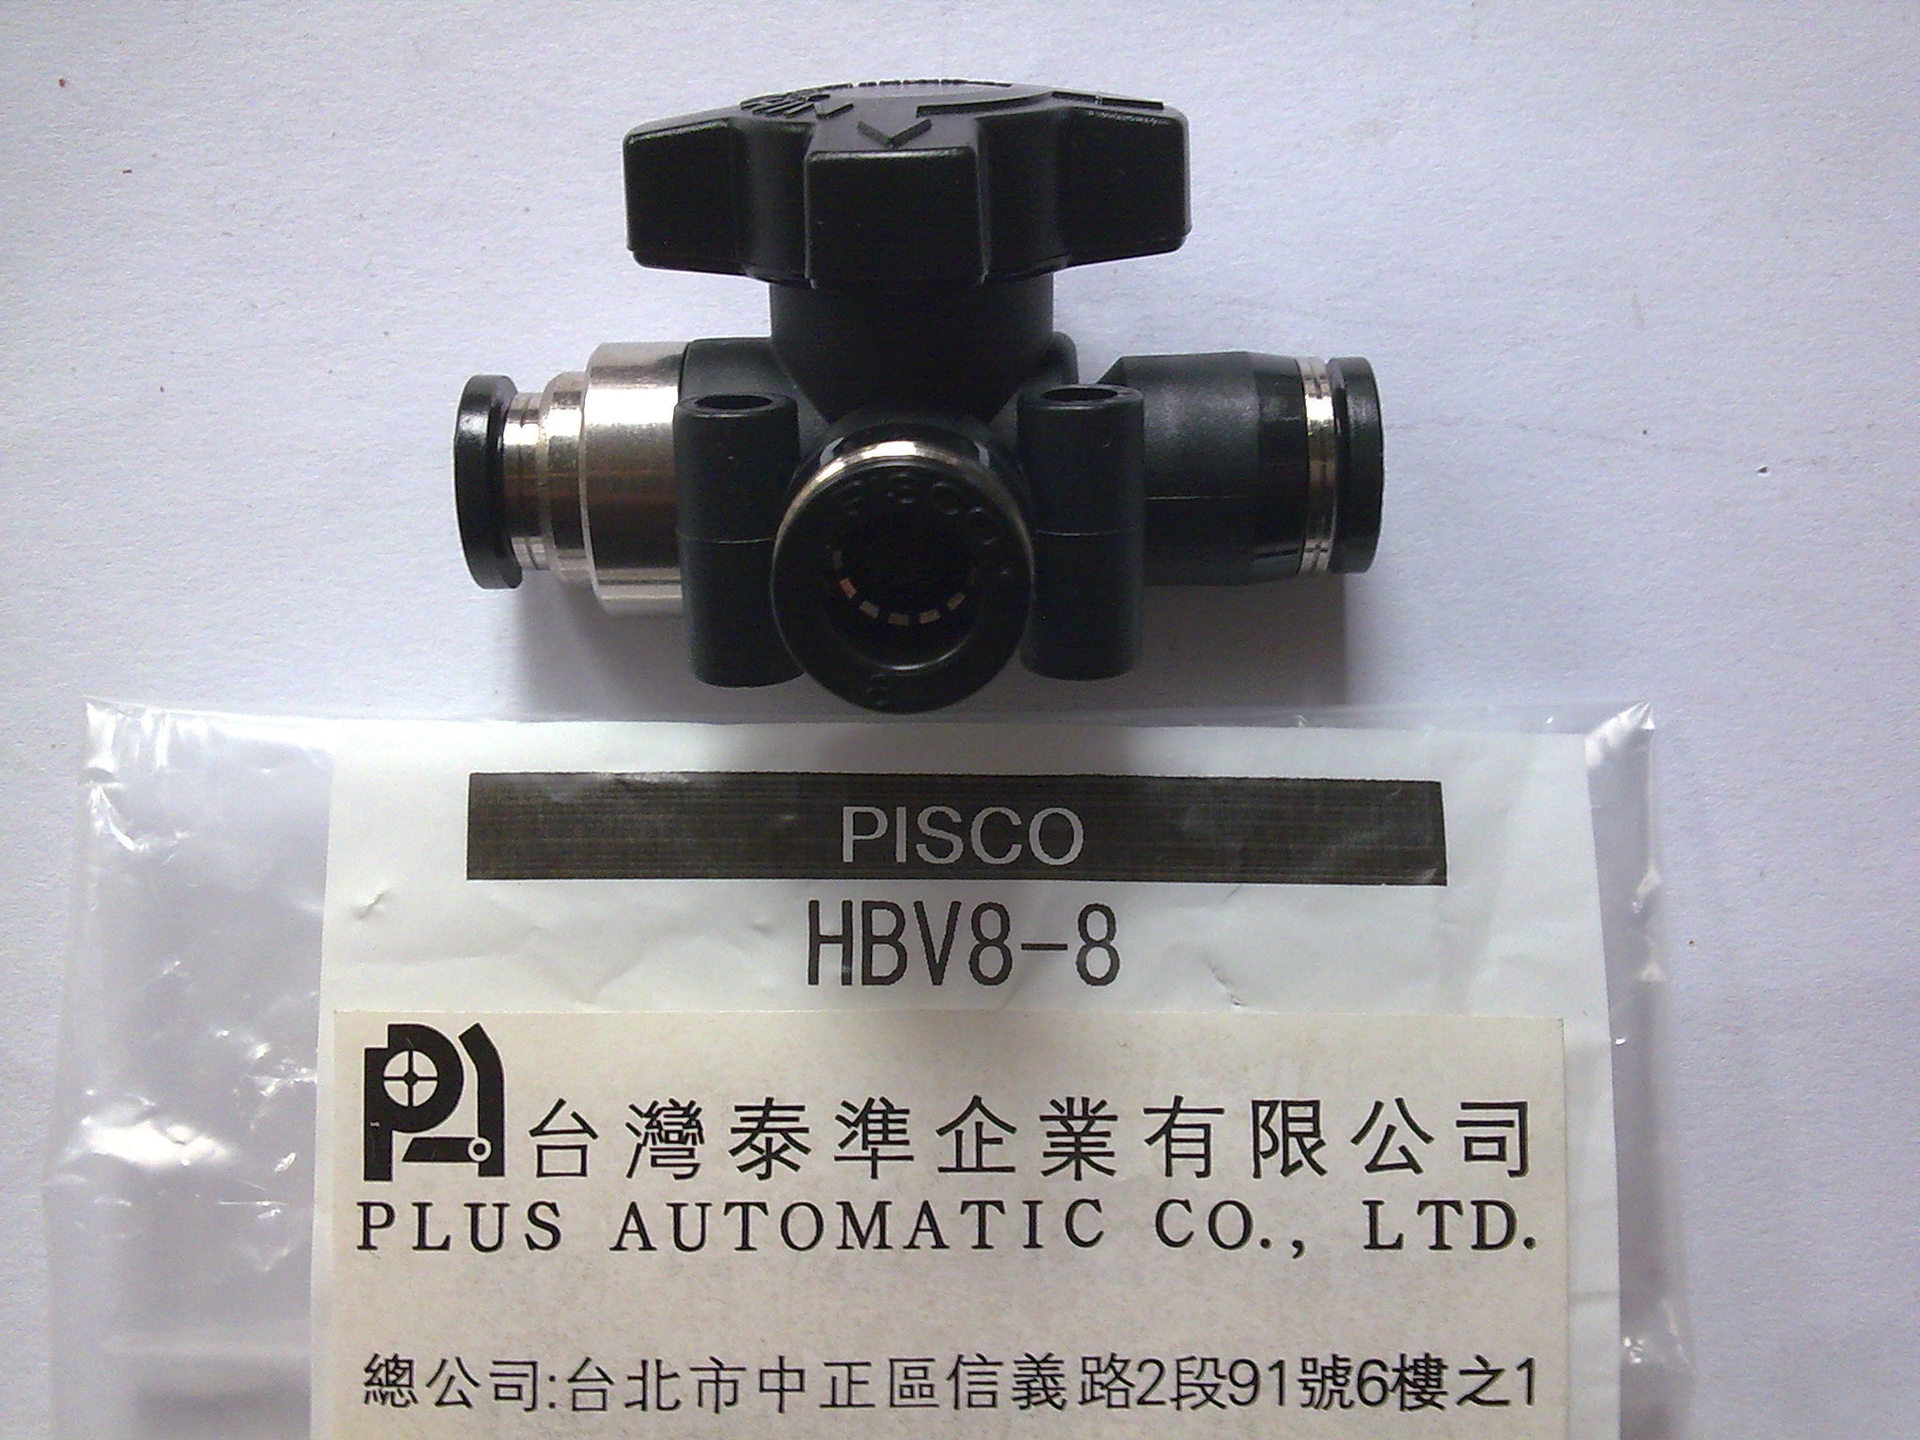 PISCO
HBV8-8
台灣泰準企業有限公司
PLUS AUTOMATIC CO., LTD.
總公司:台北市中正區信義路2段91號6樓之1